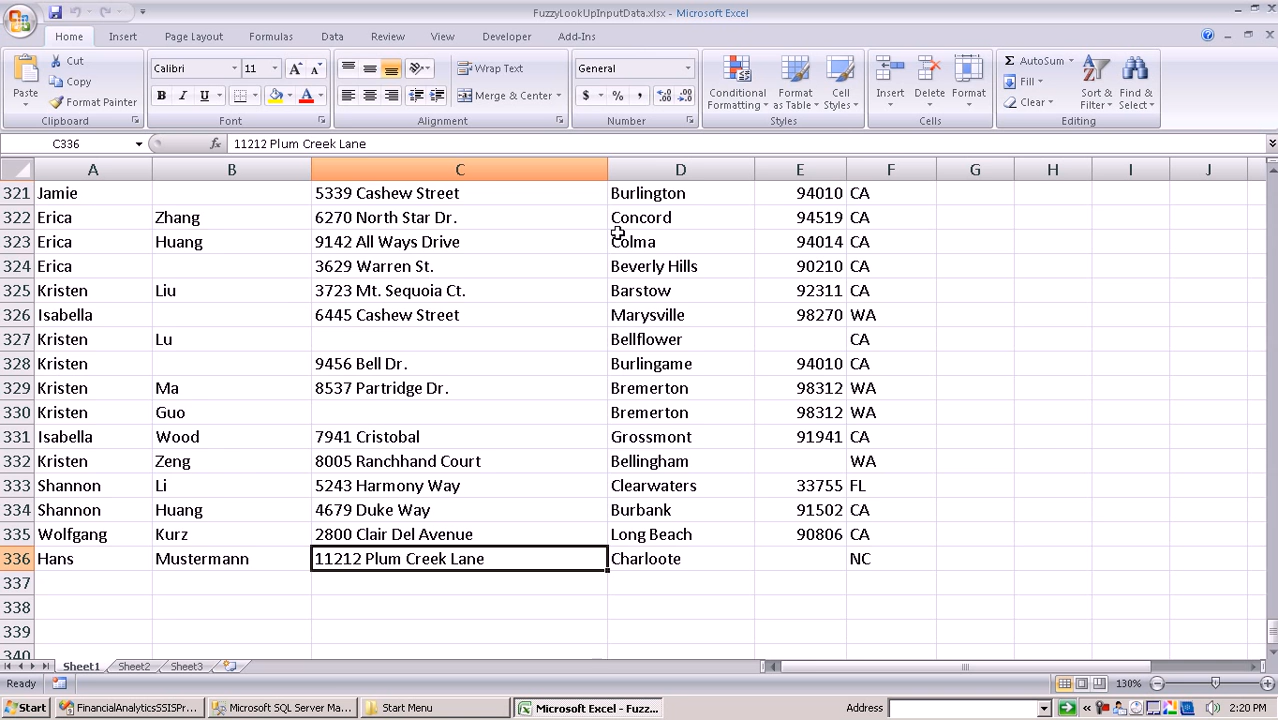 FuzzyLookUpInputData.xlsx - Microsoft Excel
Home Insert Page Layout Formulas Data Review View Developer Add-Ins
Paste
Cut
Copy
Format Painter
Clipboard
Calibri 11
B I U
Font
Wrap Text
Merge & Center
Alignment
General
$ % ,
Number
Conditional Formatting
Format as Table
Cell Styles
Styles
Insert Delete Format
Cells
AutoSum
Fill
Clear
Sort & Filter
Find & Select
Editing
C336 fx 11212 Plum Creek Lane
A B C D E F G H I J
321 Jamie 5339 Cashew Street Burlington 94010 CA
322 Erica Zhang 6270 North Star Dr. Concord 94519 CA
323 Erica Huang 9142 All Ways Drive Colma 94014 CA
324 Erica 3629 Warren St. Beverly Hills 90210 CA
325 Kristen Liu 3723 Mt. Sequoia Ct. Barstow 92311 CA
326 Isabella 6445 Cashew Street Marysville 98270 WA
327 Kristen Lu Bellflower CA
328 Kristen 9456 Bell Dr. Burlingame 94010 CA
329 Kristen Ma 8537 Partridge Dr. Bremerton 98312 WA
330 Kristen Guo Bremerton 98312 WA
331 Isabella Wood 7941 Cristobal Grossmont 91941 CA
332 Kristen Zeng 8005 Ranchhand Court Bellingham WA
333 Shannon Li 5243 Harmony Way Clearwaters 33755 FL
334 Shannon Huang 4679 Duke Way Burbank 91502 CA
335 Wolfgang Kurz 2800 Clair Del Avenue Long Beach 90806 CA
336 Hans Mustermann 11212 Plum Creek Lane Charloote NC
337
338
339
340
Sheet1 Sheet2 Sheet3
Ready 130%
Start FinancialAnalyticsSSISPr... Microsoft SQL Server Ma... Start Menu Microsoft Excel - Fuzz... Address 2:20 PM